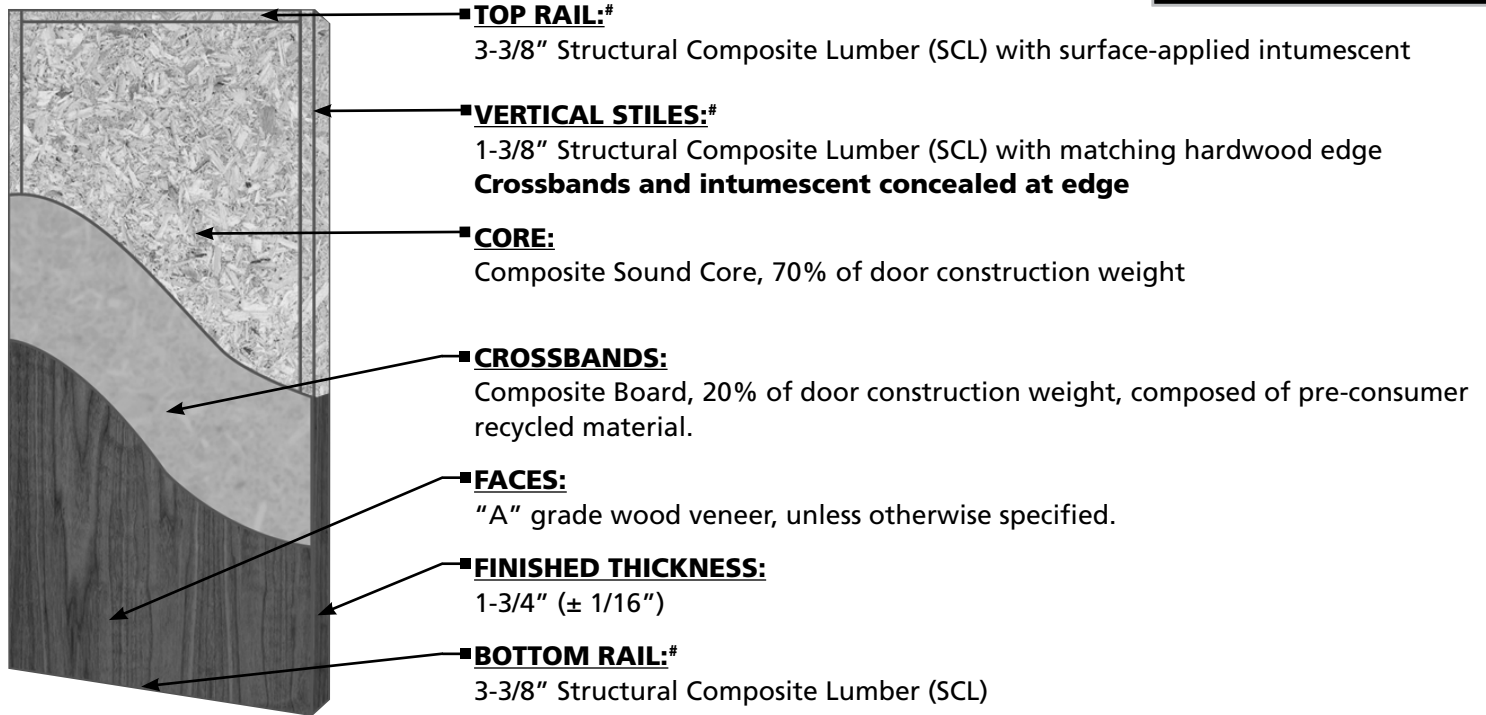 TOP RAIL:#
3-3/8” Structural Composite Lumber (SCL) with surface-applied intumescent
VERTICAL STILES:#
1-3/8” Structural Composite Lumber (SCL) with matching hardwood edge
Crossbands and intumescent concealed at edge
CORE:
Composite Sound Core, 70% of door construction weight
CROSSBANDS:
Composite Board, 20% of door construction weight, composed of pre-consumer
recycled material.
FACES:
“A” grade wood veneer, unless otherwise specified.
FINISHED THICKNESS:
1-3/4” (± 1/16”)
BOTTOM RAIL:#
3-3/8” Structural Composite Lumber (SCL)